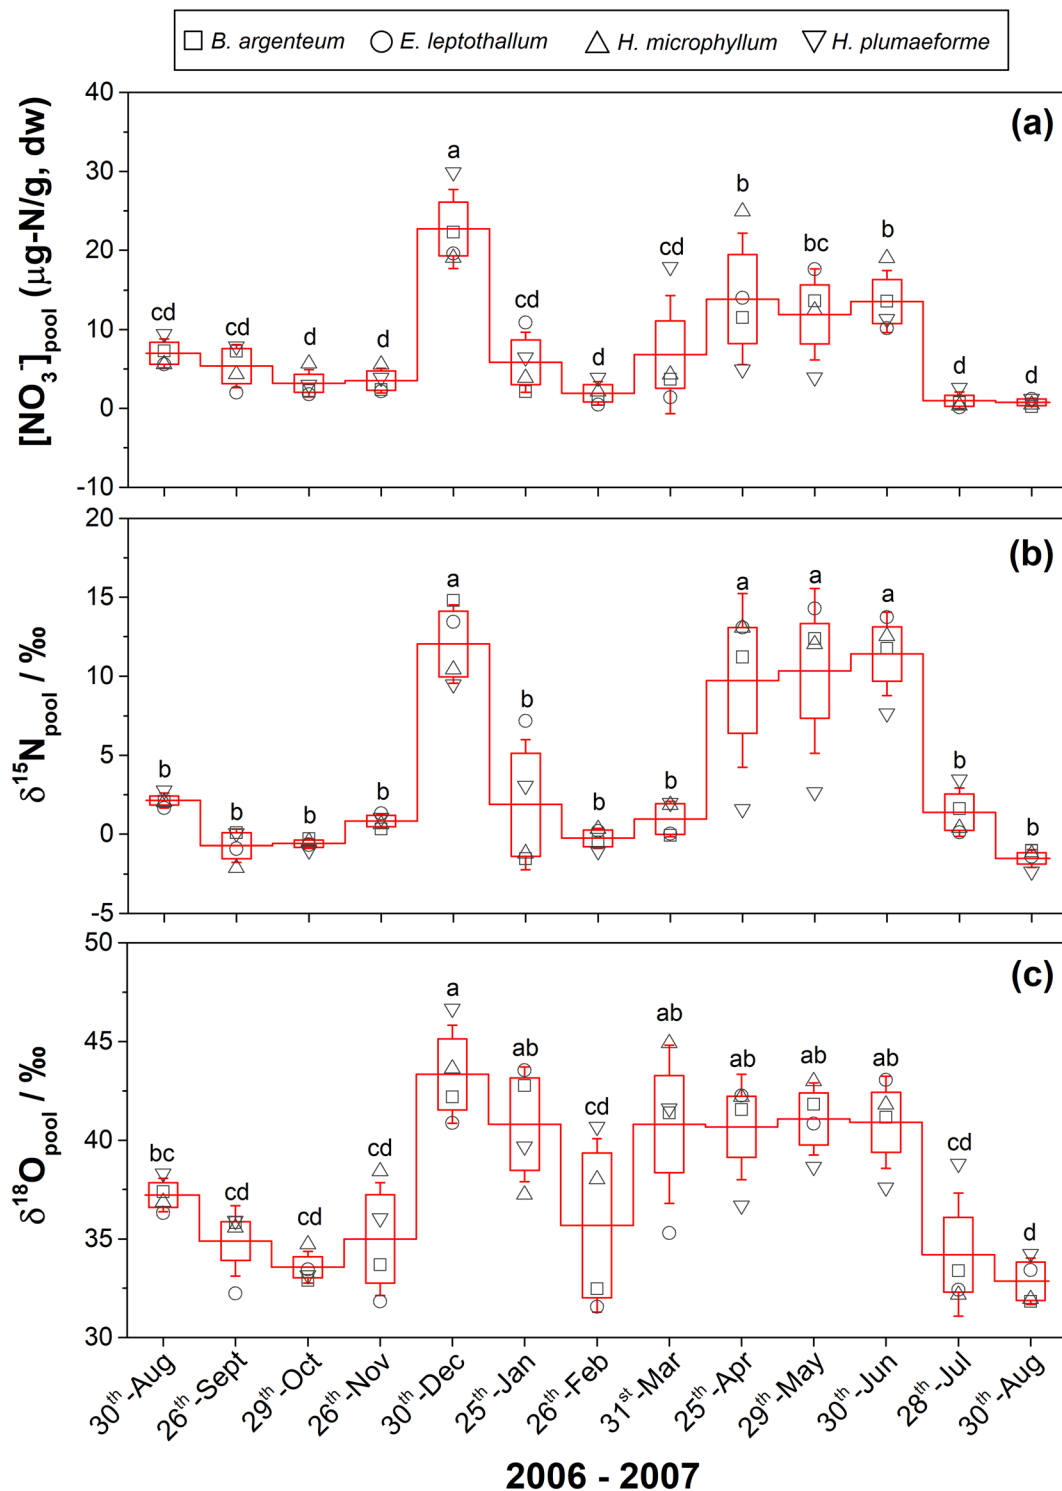 B. argenteum E. leptothallum H. microphyllum H. plumaeforme
(a)
[NO₃⁻]pool (μg-N/g, dw)
40
30
20
10
0
-10
cd cd d d a cd d cd b bc b d d
(b)
δ¹⁵Npool / ‰
20
15
10
5
0
-5
b b b b a b b b a a a b b
(c)
δ¹⁸Opool / ‰
50
45
40
35
30
bc cd cd cd a ab cd ab ab ab ab cd d
30th-Aug 26th-Sept 29th-Oct 26th-Nov 30th-Dec 25th-Jan 26th-Feb 31st-Mar 25th-Apr 29th-May 30th-Jun 28th-Jul 30th-Aug
2006 - 2007